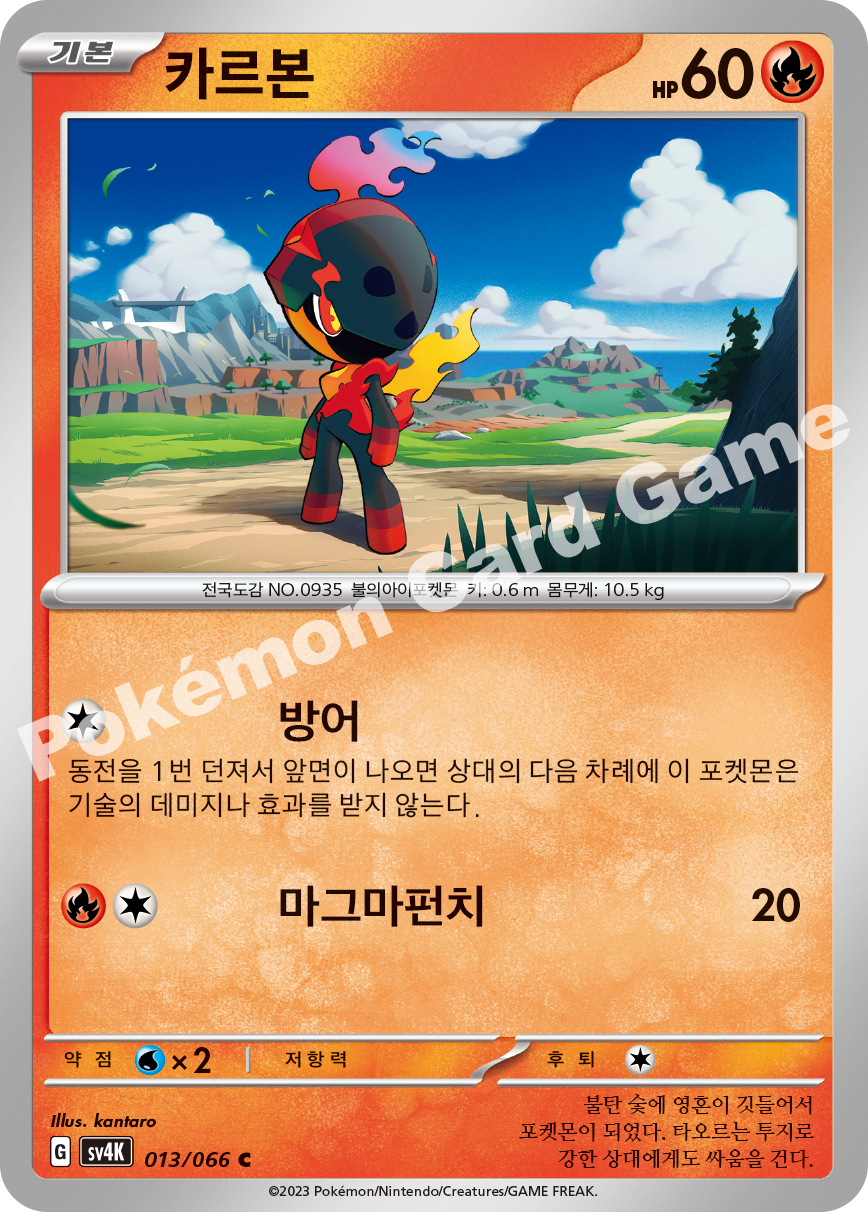 기본
카르본
HP60
전국도감 NO.0935 불의아이포켓몬 키: 0.6 m 몸무게: 10.5 kg
Pokémon Card Game
방어
동전을 1번 던져서 앞면이 나오면 상대의 다음 차례에 이 포켓몬은
기술의 데미지나 효과를 받지 않는다.
마그마펀치 20
약점 ×2 저항력 후퇴
Illus. kantaro
G sv4K 013/066 C
불탄 숯에 영혼이 깃들어서
포켓몬이 되었다. 타오르는 투지로
강한 상대에게도 싸움을 건다.
©2023 Pokémon/Nintendo/Creatures/GAME FREAK.